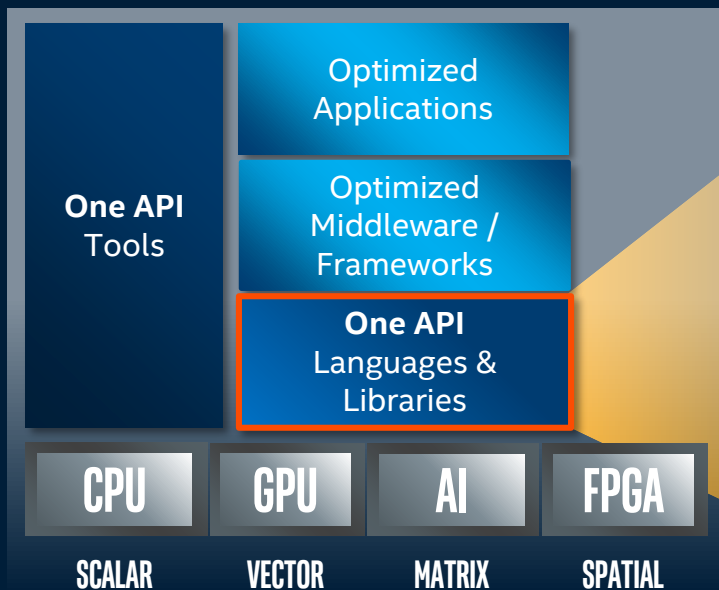 One API
Tools
Optimized
Applications
Optimized
Middleware /
Frameworks
One API
Languages &
Libraries
CPU
GPU
AI
FPGA
SCALAR
VECTOR
MATRIX
SPATIAL